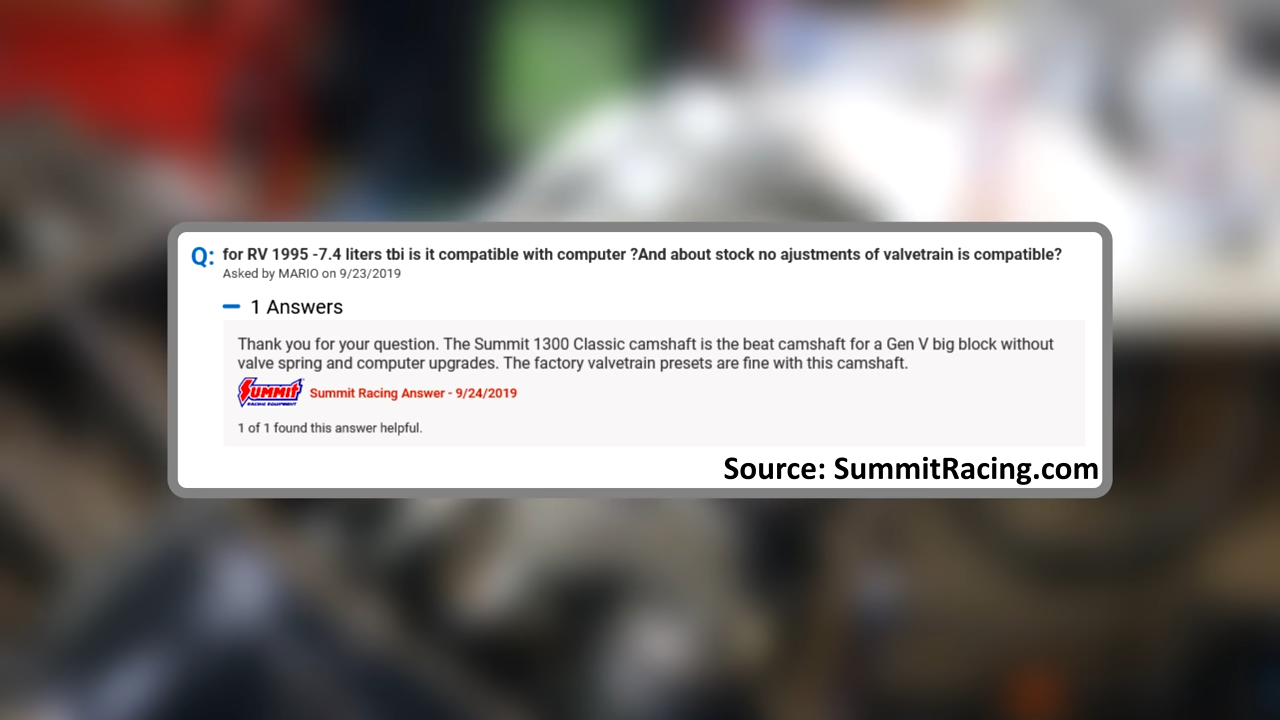 Q: for RV 1995 -7.4 liters tbi is it compatible with computer ?And about stock no ajustments of valvetrain is compatible?
Asked by MARIO on 9/23/2019
1 Answers
Thank you for your question. The Summit 1300 Classic camshaft is the beat camshaft for a Gen V big block without
valve spring and computer upgrades. The factory valvetrain presets are fine with this camshaft.
SUMMIT
RACING EQUIPMENT
Summit Racing Answer - 9/24/2019
1 of 1 found this answer helpful.
Source: SummitRacing.com